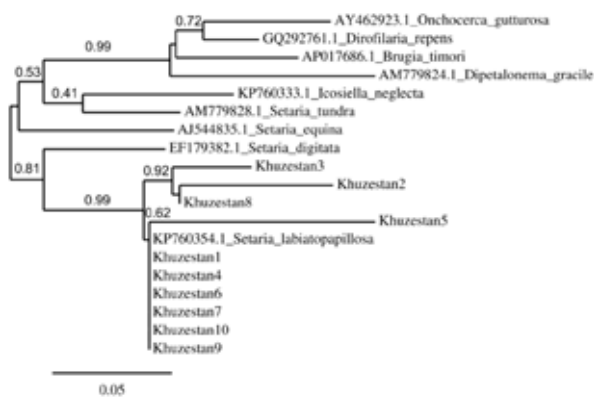 0.72
AY462923.1_Onchocerca_gutturosa
GQ292761.1_Dirofilaria_repens
0.99
AP017686.1_Brugia_timori
0.53
AM779824.1_Dipetalonema_gracile
0.41
KP760333.1_Icosiella_neglecta
AM779828.1_Setaria_tundra
AJ544835.1_Setaria_equina
EF179382.1_Setaria_digitata
0.81
0.92
Khuzestan3
Khuzestan2
0.99
Khuzestan8
0.62
Khuzestan5
KP760354.1_Setaria_labiatopapillosa
Khuzestan1
Khuzestan4
Khuzestan6
Khuzestan7
Khuzestan10
Khuzestan9
0.05